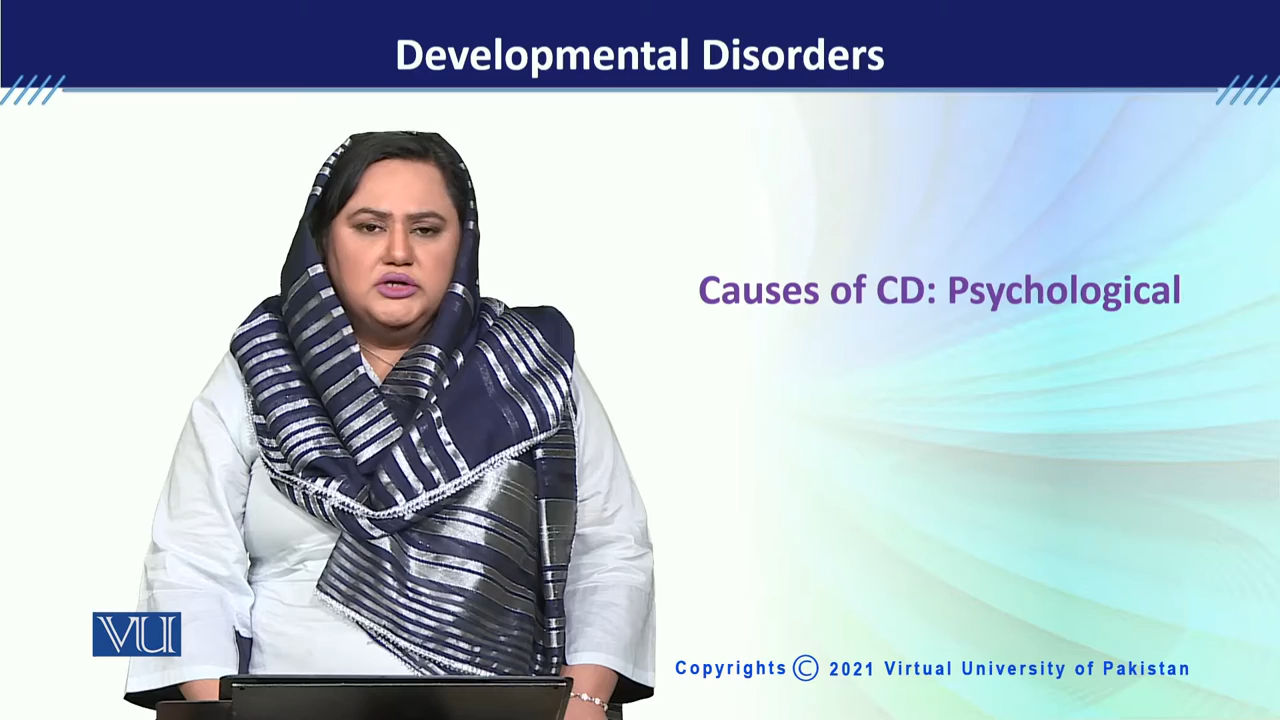 Developmental Disorders
Causes of CD: Psychological
VU
Copyrights © 2021 Virtual University of Pakistan